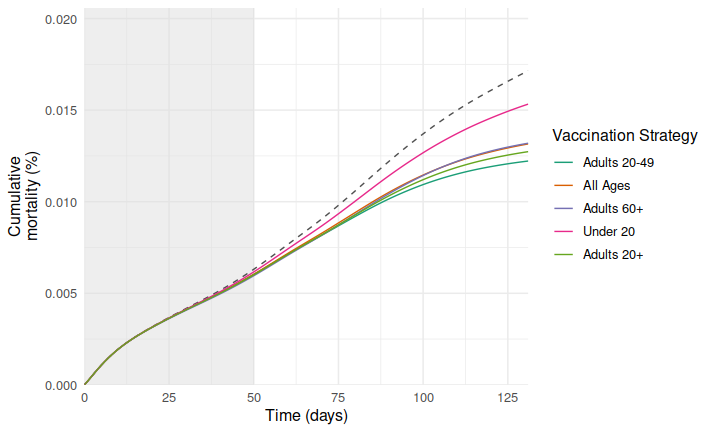 0.020
0.015
0.010
0.005
0.000
Cumulative
mortality (%)
0
25
50
75
100
125
Time (days)
Vaccination Strategy
Adults 20-49
All Ages
Adults 60+
Under 20
Adults 20+